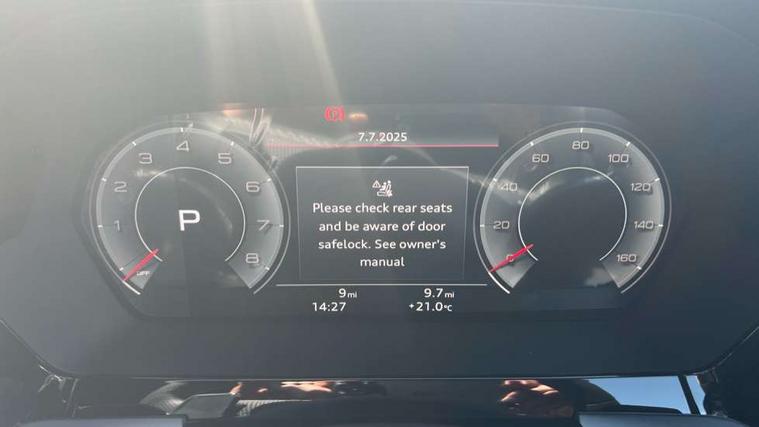 7.7.2025
1 2 3 4 5 6 7 8
OFF
P
Please check rear seats
and be aware of door
safelock. See owner's
manual
0 20 40 60 80 100 120 140 160
9 mi 9.7 mi
14:27 +21.0°C